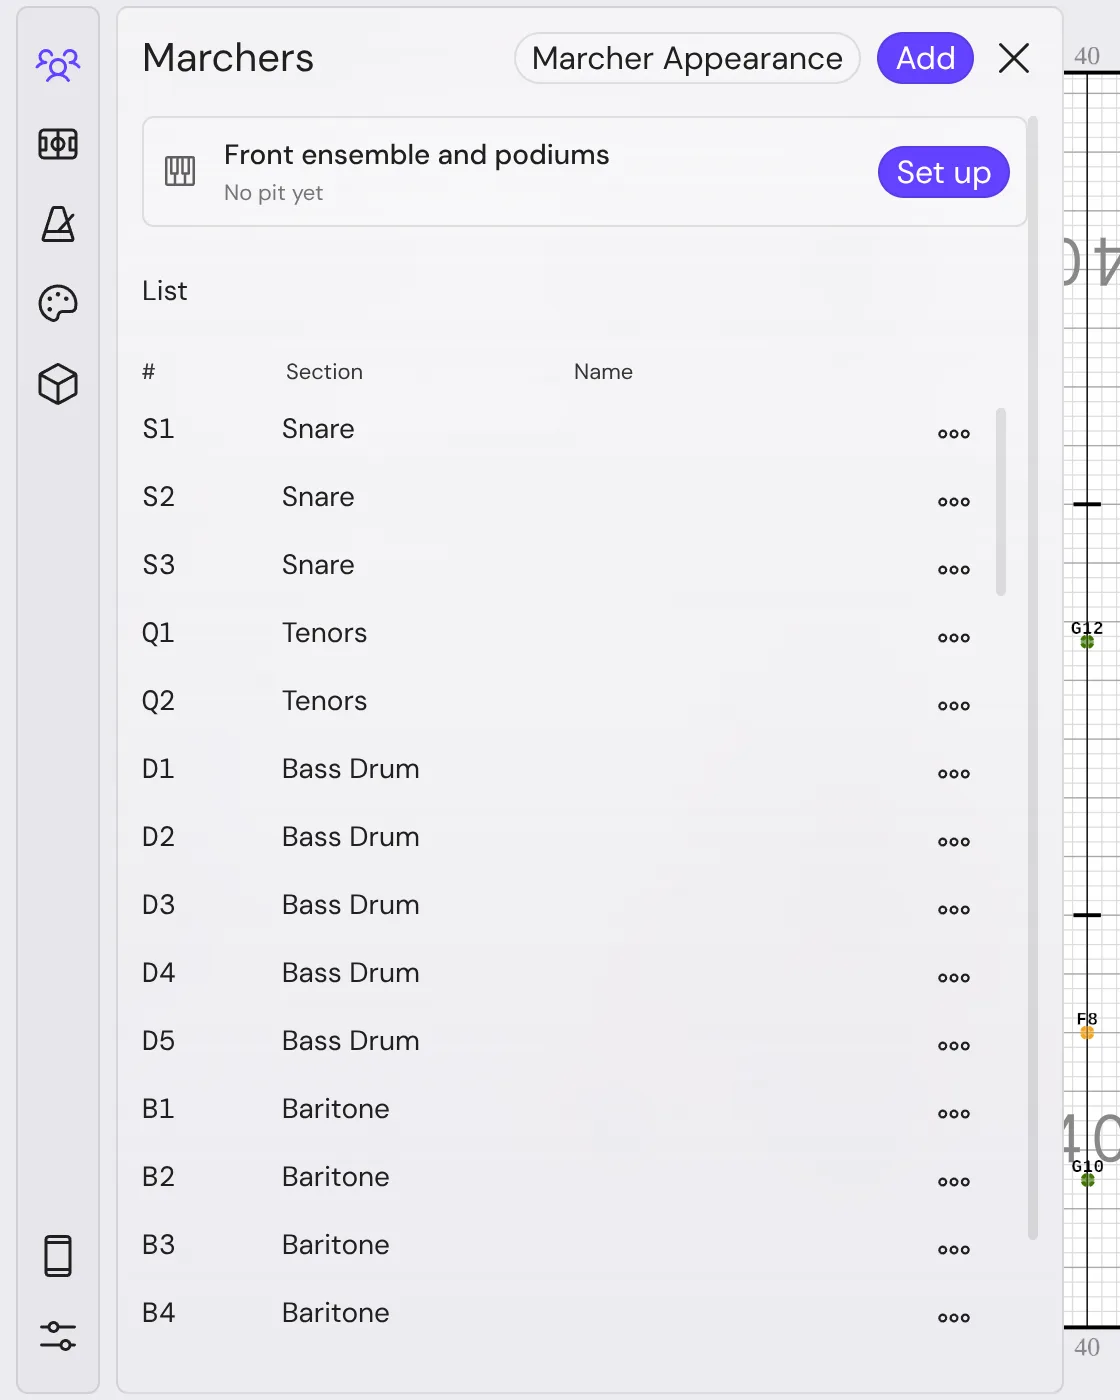 Marchers
Marcher Appearance
Add
Front ensemble and podiums
No pit yet
Set up
List
# Section Name
S1 Snare
S2 Snare
S3 Snare
Q1 Tenors
Q2 Tenors
D1 Bass Drum
D2 Bass Drum
D3 Bass Drum
D4 Bass Drum
D5 Bass Drum
B1 Baritone
B2 Baritone
B3 Baritone
B4 Baritone
40
40
G12
F8
40
G10
40